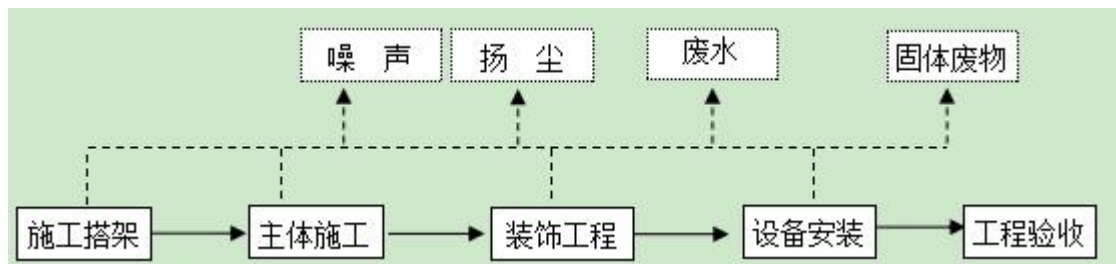 噪 声 扬 尘 废水 固体废物
施工搭架 主体施工 装饰工程 设备安装 工程验收